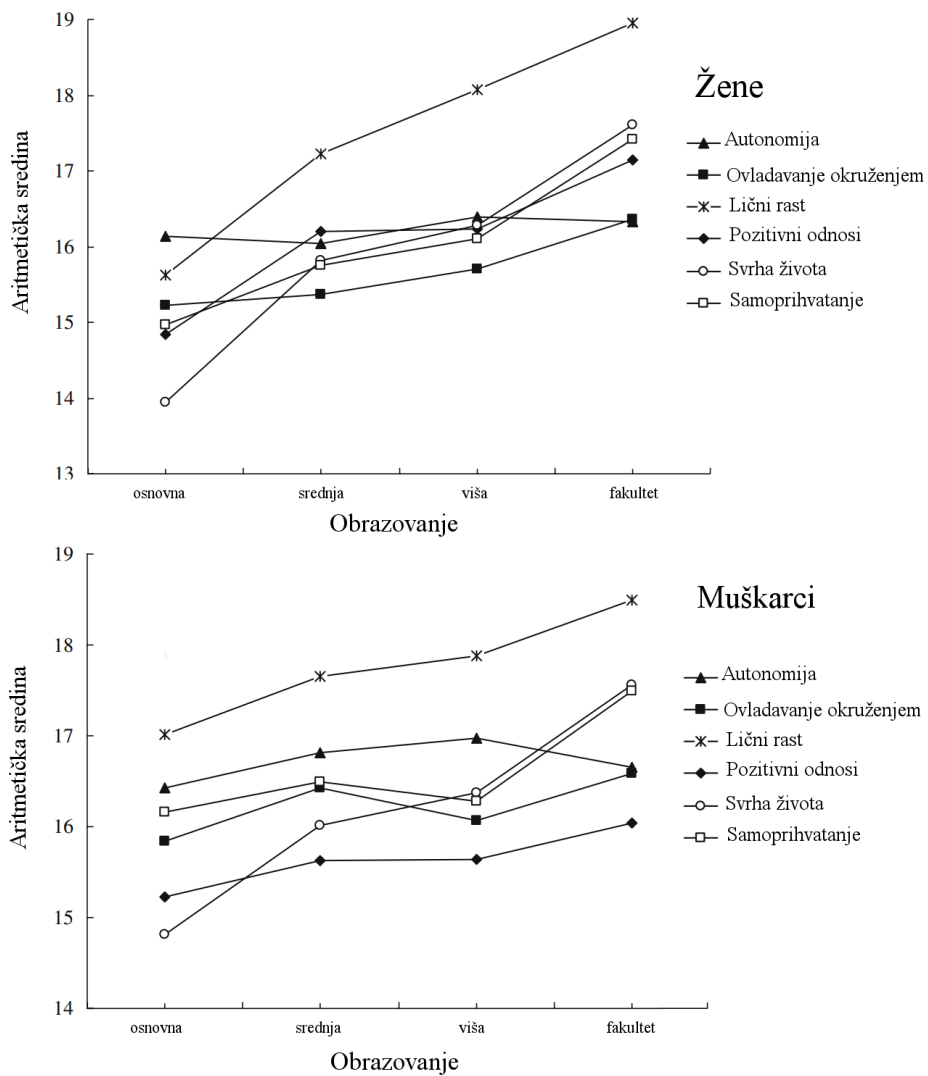 Žene
Aritmetička sredina
19
18
17
16
15
14
13
Autonomija
Ovladavanje okruženjem
Lični rast
Pozitivni odnosi
Svrha života
Samoprihvatanje
osnovna
srednja
viša
fakultet
Obrazovanje
Muškarci
Aritmetička sredina
19
18
17
16
15
14
Autonomija
Ovladavanje okruženjem
Lični rast
Pozitivni odnosi
Svrha života
Samoprihvatanje
osnovna
srednja
viša
fakultet
Obrazovanje